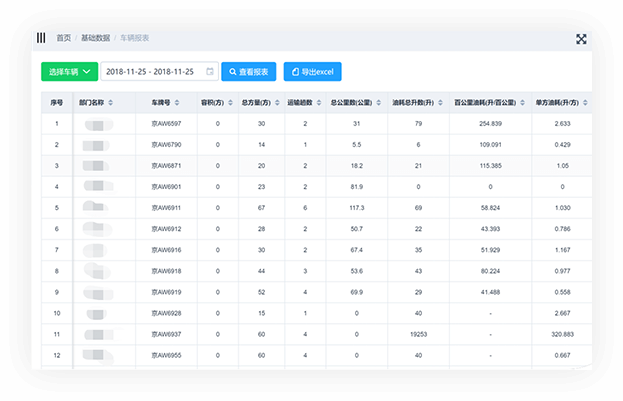 首页 / 基础数据 / 车辆报表
选择车辆 2018-11-25 - 2018-11-25 查看报表 导出excel
序号 部门名称 车牌号 容积(方) 总方量(方) 运输趟数 总公里数(公里) 油耗总升数(升) 百公里油耗(升/百公里) 单方油耗(升/方)
1 京AW6597 0 30 2 31 79 254.839 2.633
2 京AW6790 0 14 1 5.5 6 109.091 0.429
3 京AW6871 0 20 2 18.2 21 115.385 1.05
4 京AW6901 0 23 2 81.9 0 0 0
5 京AW6911 0 67 6 117.3 69 58.824 1.030
6 京AW6912 0 28 2 50.7 22 43.393 0.786
7 京AW6916 0 30 2 67.4 35 51.929 1.167
8 京AW6918 0 44 3 53.6 43 80.224 0.977
9 京AW6919 0 52 4 69.9 29 41.488 0.558
10 京AW6928 0 15 1 0 40 - 2.667
11 京AW6937 0 60 4 0 19253 - 320.883
12 京AW6955 0 60 4 0 40 - 0.667